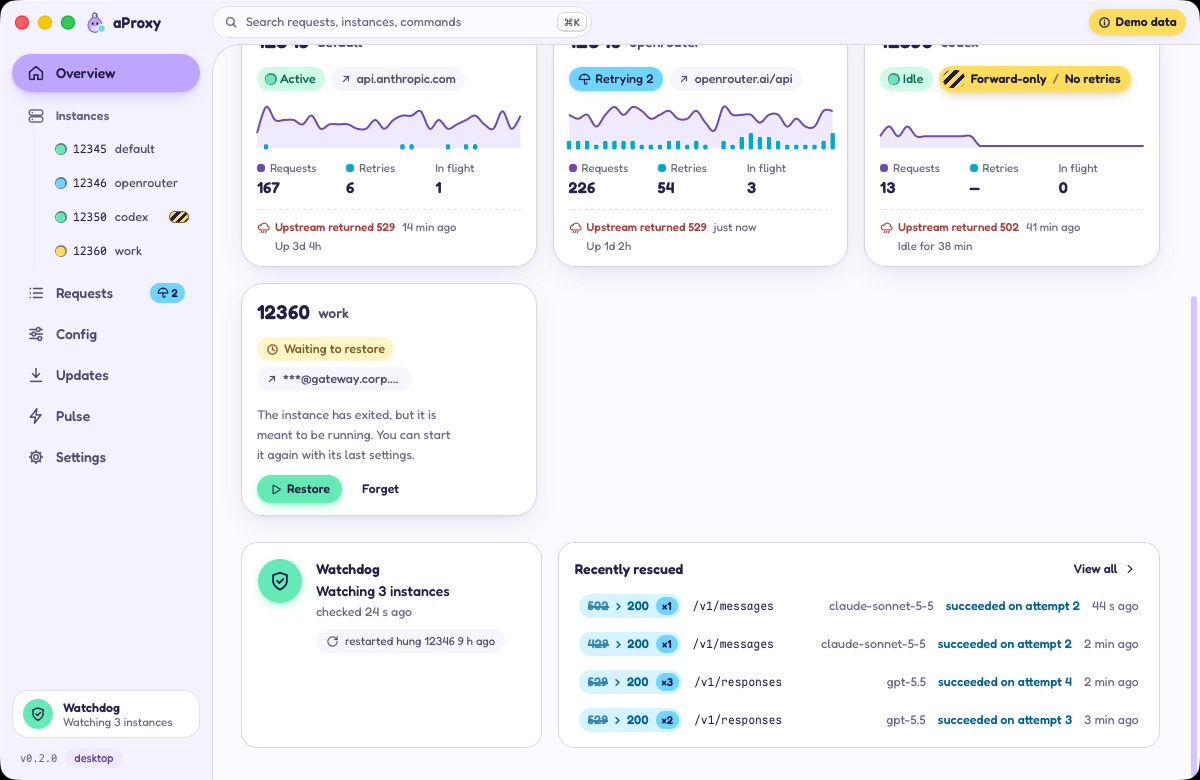 aProxy
Search requests, instances, commands
⌘K
Demo data
Overview
Instances
12345 default
12346 openrouter
12350 codex
12360 work
Requests
2
Config
Updates
Pulse
Settings
Watchdog
Watching 3 instances
v0.2.0 desktop
12345 default
Active
api.anthropic.com
Requests Retries In flight
167 6 1
Upstream returned 529 14 min ago
Up 3d 4h
12346 openrouter
Retrying 2
openrouter.ai/api
Requests Retries In flight
226 54 3
Upstream returned 529 just now
Up 1d 2h
12350 codex
Idle
Forward-only / No retries
Requests Retries In flight
13 — 0
Upstream returned 502 41 min ago
Idle for 38 min
12360 work
Waiting to restore
***@gateway.corp....
The instance has exited, but it is
meant to be running. You can start
it again with its last settings.
Restore Forget
Watchdog
Watching 3 instances
checked 24 s ago
restarted hung 12346 9 h ago
Recently rescued
View all
502 > 200 x1 /v1/messages claude-sonnet-5-5 succeeded on attempt 2 44 s ago
429 > 200 x1 /v1/messages claude-sonnet-5-5 succeeded on attempt 2 2 min ago
529 > 200 x3 /v1/responses gpt-5.5 succeeded on attempt 4 2 min ago
529 > 200 x2 /v1/responses gpt-5.5 succeeded on attempt 3 3 min ago